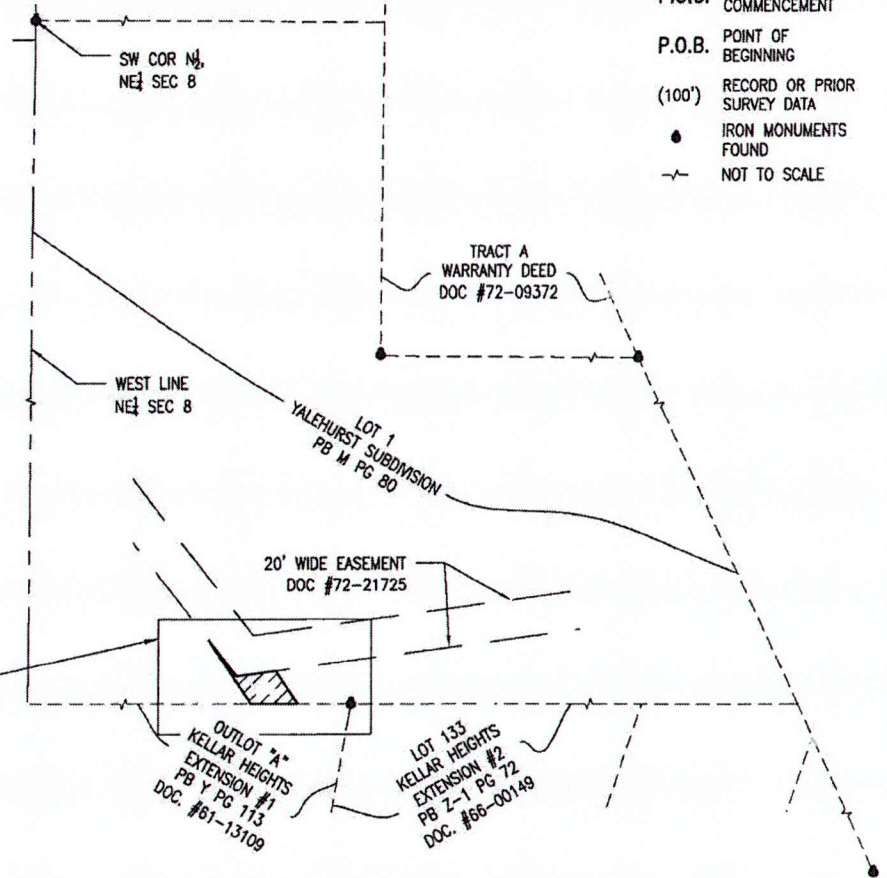 COMMENCEMENT
P.O.B. POINT OF
BEGINNING
(100') RECORD OR PRIOR
SURVEY DATA
IRON MONUMENTS
FOUND
NOT TO SCALE
SW COR N½,
NE¼ SEC 8
TRACT A
WARRANTY DEED
DOC #72-09372
WEST LINE
NE¼ SEC 8
LOT 1
YALEHURST SUBDIVISION
PB M PG 80
20' WIDE EASEMENT
DOC #72-21725
OUTLOT "A"
KELLAR HEIGHTS
EXTENSION #1
PB Y PG 113
DOC. #61-13109
LOT 133
KELLAR HEIGHTS
EXTENSION #2
PB Z-1 PG 72
DOC. #66-00149